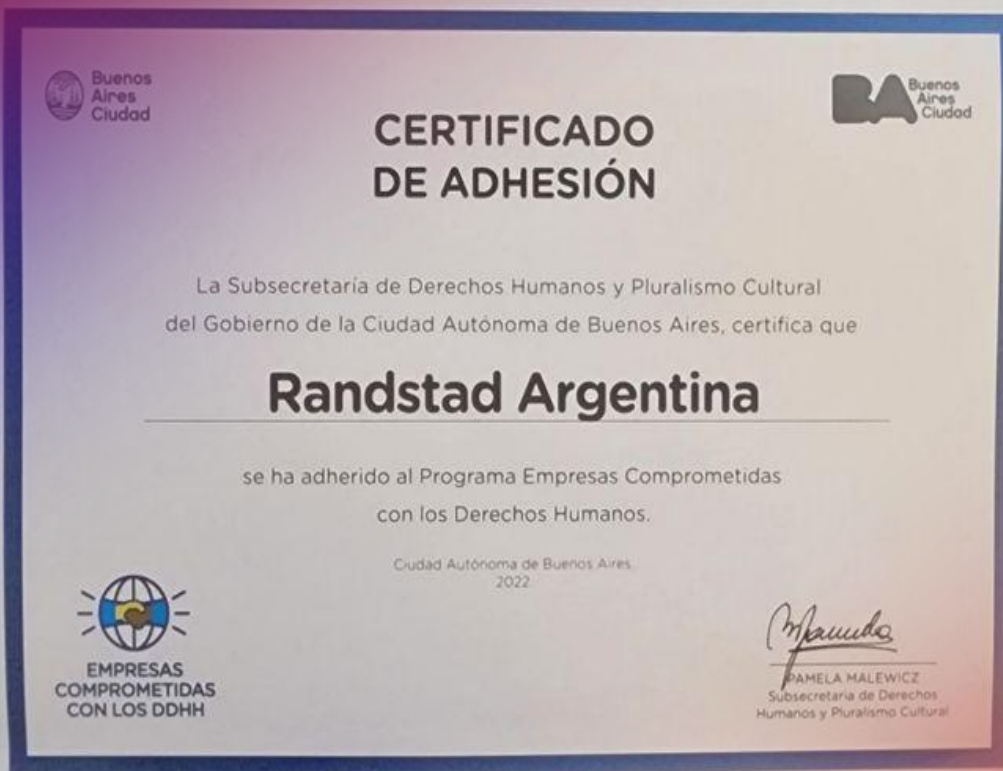 Buenos
Aires
Ciudad
BA
Buenos
Aires
Ciudad
CERTIFICADO
DE ADHESIÓN
La Subsecretaría de Derechos Humanos y Pluralismo Cultural
del Gobierno de la Ciudad Autónoma de Buenos Aires, certifica que
Randstad Argentina
se ha adherido al Programa Empresas Comprometidas
con los Derechos Humanos.
Ciudad Autónoma de Buenos Aires,
2022
EMPRESAS
COMPROMETIDAS
CON LOS DDHH
PAMELA MALEWICZ
Subsecretaria de Derechos
Humanos y Pluralismo Cultural